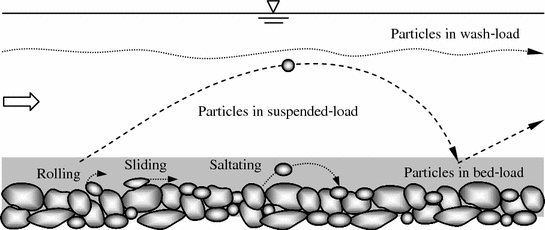 Particles in wash-load
Particles in suspended-load
Rolling
Sliding
Saltating
Particles in bed-load